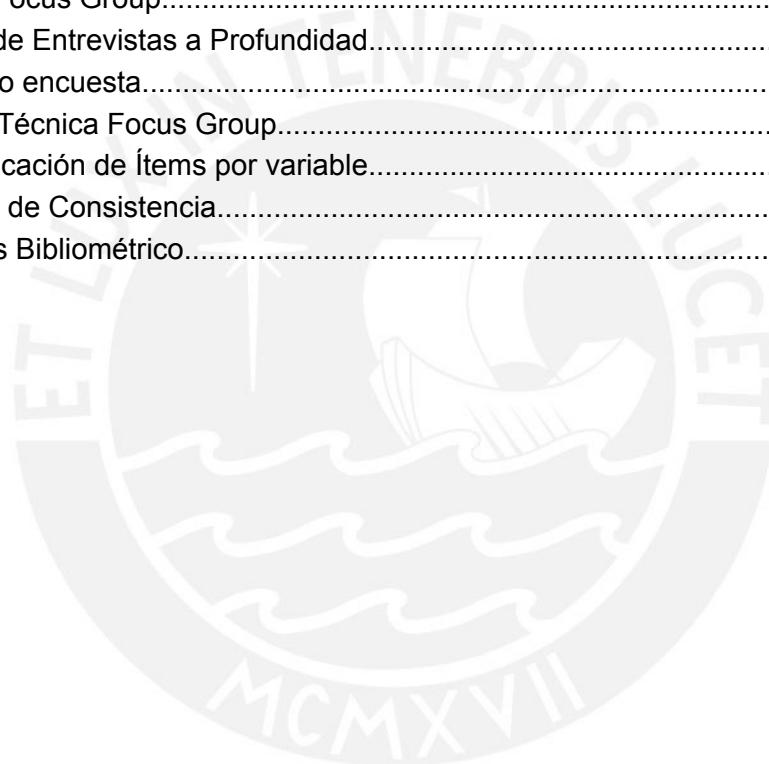 Focus Group....................................................................................
de Entrevistas a Profundidad.....................................................
o encuesta.....................................................................................
Técnica Focus Group....................................................................
cación de Ítems por variable.....................................................
de Consistencia............................................................................
s Bibliométrico................................................................................
ET LUX IN TENEBRIS LUCET
MCMXVII